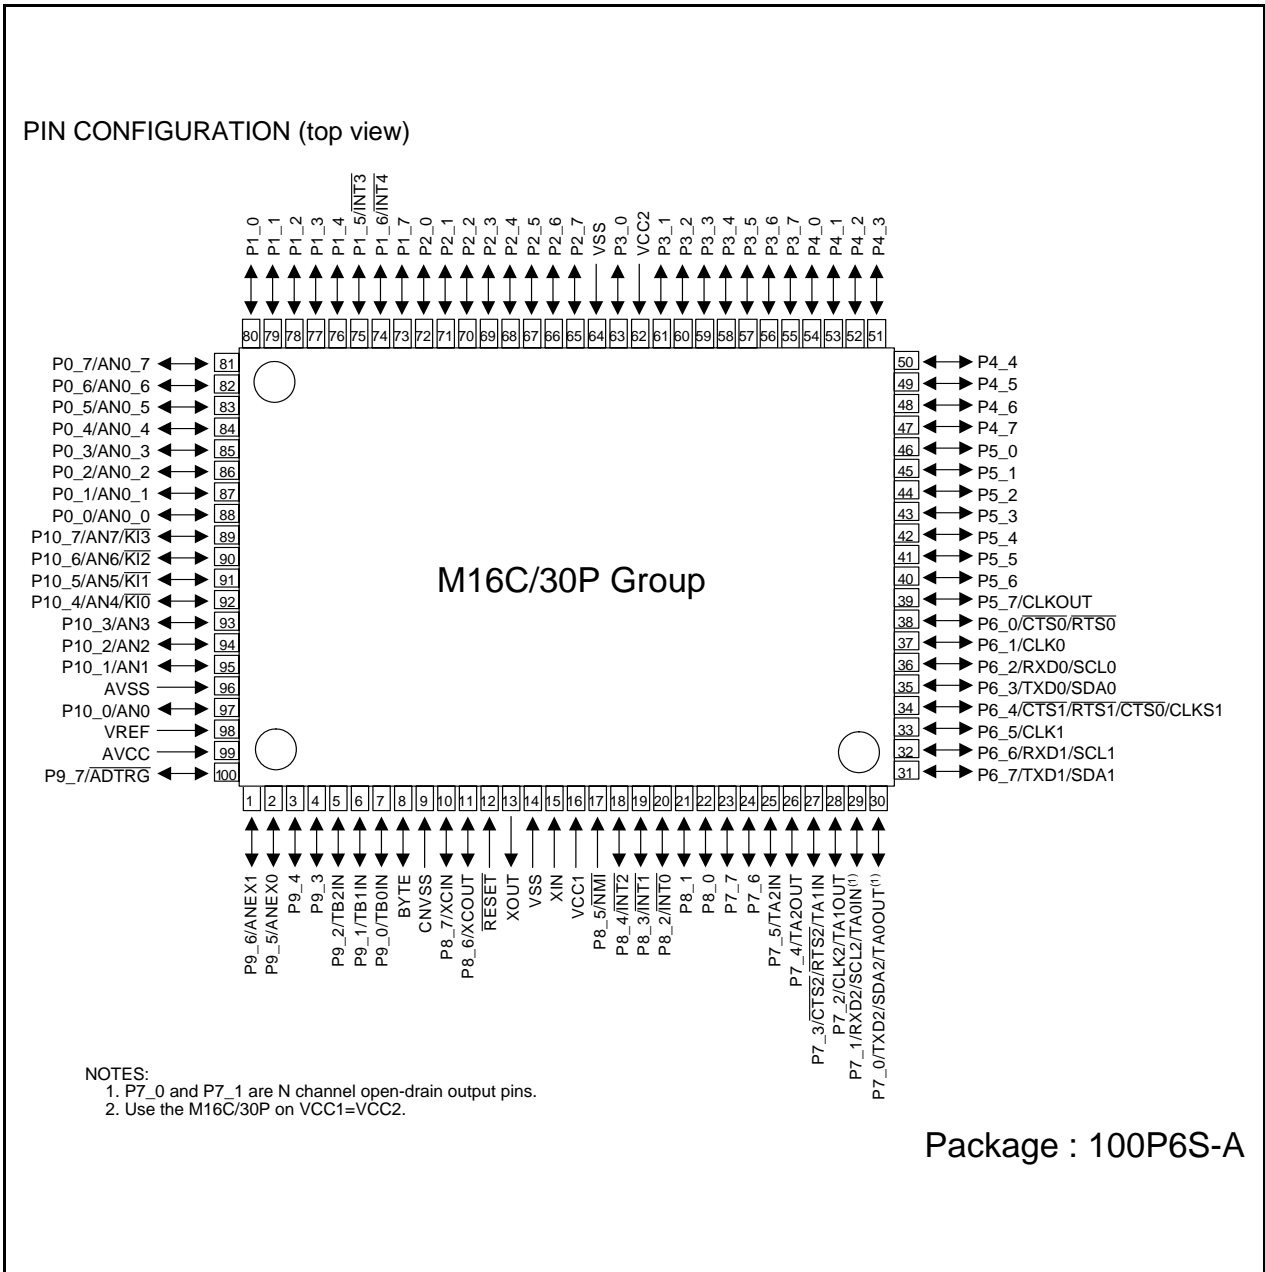 PIN CONFIGURATION (top view)
P1_0
P1_1
P1_2
P1_3
P1_4
P1_5/INT3
P1_6/INT4
P1_7
P2_0
P2_1
P2_2
P2_3
P2_4
P2_5
P2_6
P2_7
VSS
P3_0
VCC2
P3_1
P3_2
P3_3
P3_4
P3_5
P3_6
P3_7
P4_0
P4_1
P4_2
P4_3
80 79 78 77 76 75 74 73 72 71 70 69 68 67 66 65 64 63 62 61 60 59 58 57 56 55 54 53 52 51
P0_7/AN0_7 81
P0_6/AN0_6 82
P0_5/AN0_5 83
P0_4/AN0_4 84
P0_3/AN0_3 85
P0_2/AN0_2 86
P0_1/AN0_1 87
P0_0/AN0_0 88
P10_7/AN7/KI3 89
P10_6/AN6/KI2 90
P10_5/AN5/KI1 91
P10_4/AN4/KI0 92
P10_3/AN3 93
P10_2/AN2 94
P10_1/AN1 95
AVSS 96
P10_0/AN0 97
VREF 98
AVCC 99
P9_7/ADTRG 100
M16C/30P Group
50 P4_4
49 P4_5
48 P4_6
47 P4_7
46 P5_0
45 P5_1
44 P5_2
43 P5_3
42 P5_4
41 P5_5
40 P5_6
39 P5_7/CLKOUT
38 P6_0/CTS0/RTS0
37 P6_1/CLK0
36 P6_2/RXD0/SCL0
35 P6_3/TXD0/SDA0
34 P6_4/CTS1/RTS1/CTS0/CLKS1
33 P6_5/CLK1
32 P6_6/RXD1/SCL1
31 P6_7/TXD1/SDA1
1 2 3 4 5 6 7 8 9 10 11 12 13 14 15 16 17 18 19 20 21 22 23 24 25 26 27 28 29 30
P9_6/ANEX1
P9_5/ANEX0
P9_4
P9_3
P9_2/TB2IN
P9_1/TB1IN
P9_0/TB0IN
BYTE
CNVSS
P8_7/XCIN
P8_6/XCOUT
RESET
XOUT
VSS
XIN
VCC1
P8_5/NMI
P8_4/INT2
P8_3/INT1
P8_2/INT0
P8_1
P8_0
P7_7
P7_6
P7_5/TA2IN
P7_4/TA2OUT
P7_3/CTS2/RTS2/TA1IN
P7_2/CLK2/TA1OUT
P7_1/RXD2/SCL2/TA0IN(1)
P7_0/TXD2/SDA2/TA0OUT(1)
NOTES:
1. P7_0 and P7_1 are N channel open-drain output pins.
2. Use the M16C/30P on VCC1=VCC2.
Package : 100P6S-A